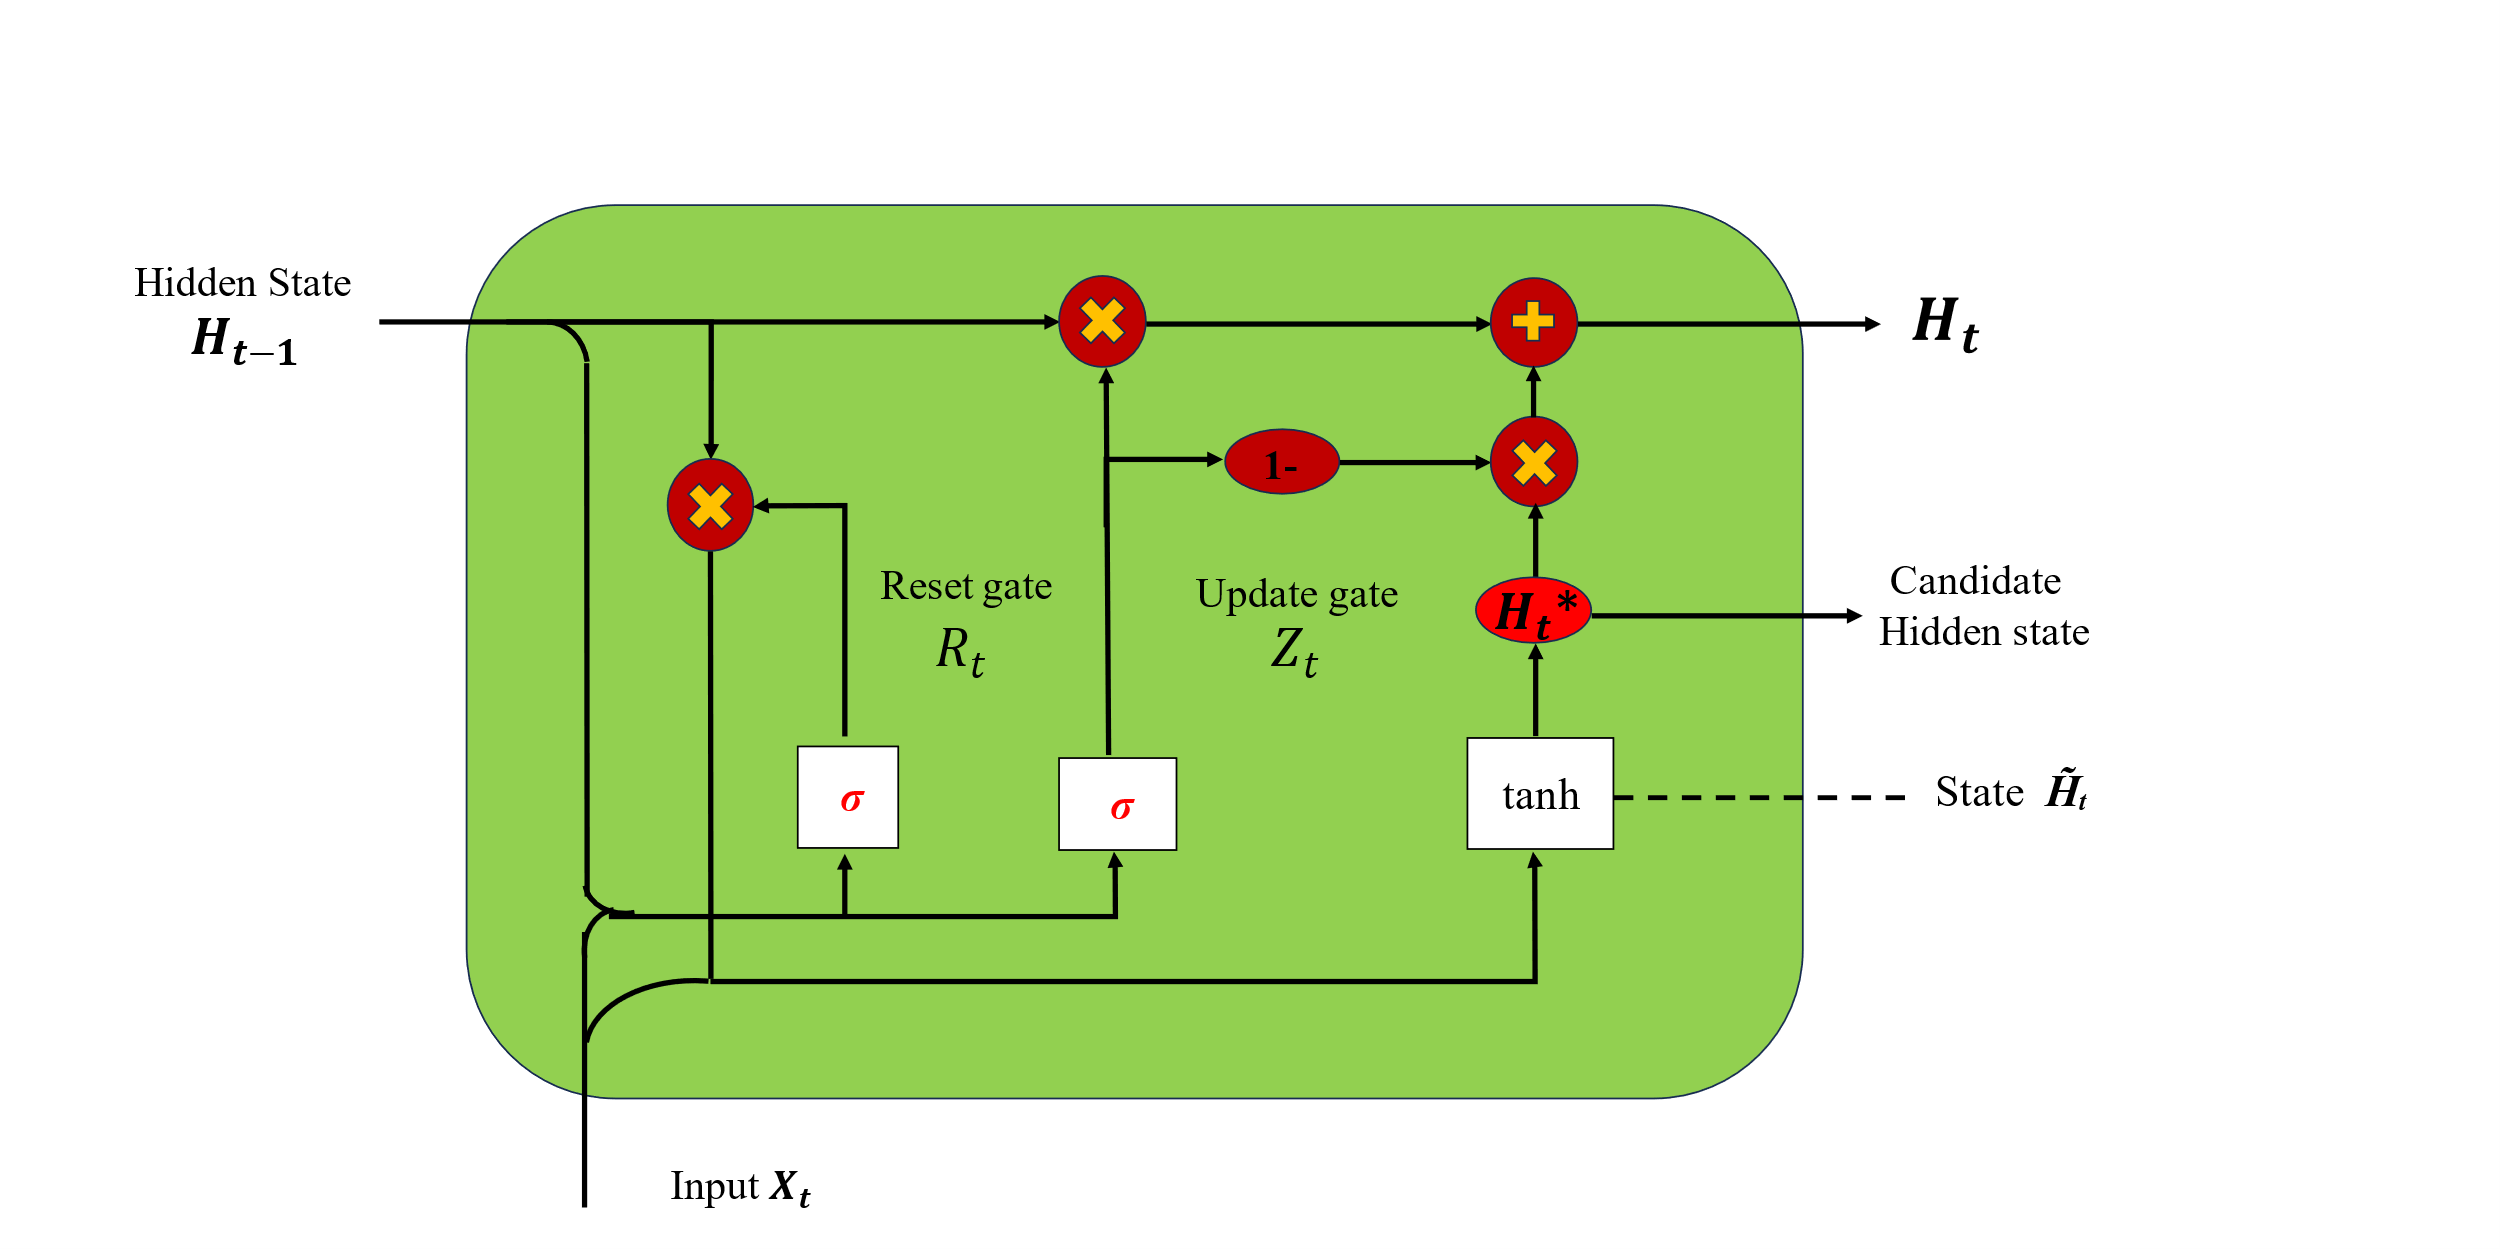 Hidden State
H_{t−1}
H_t
1-
Reset gate
R_t
Update gate
Z_t
H_t*
Candidate
Hidden state
σ
σ
tanh
State H̃_t
Input X_t